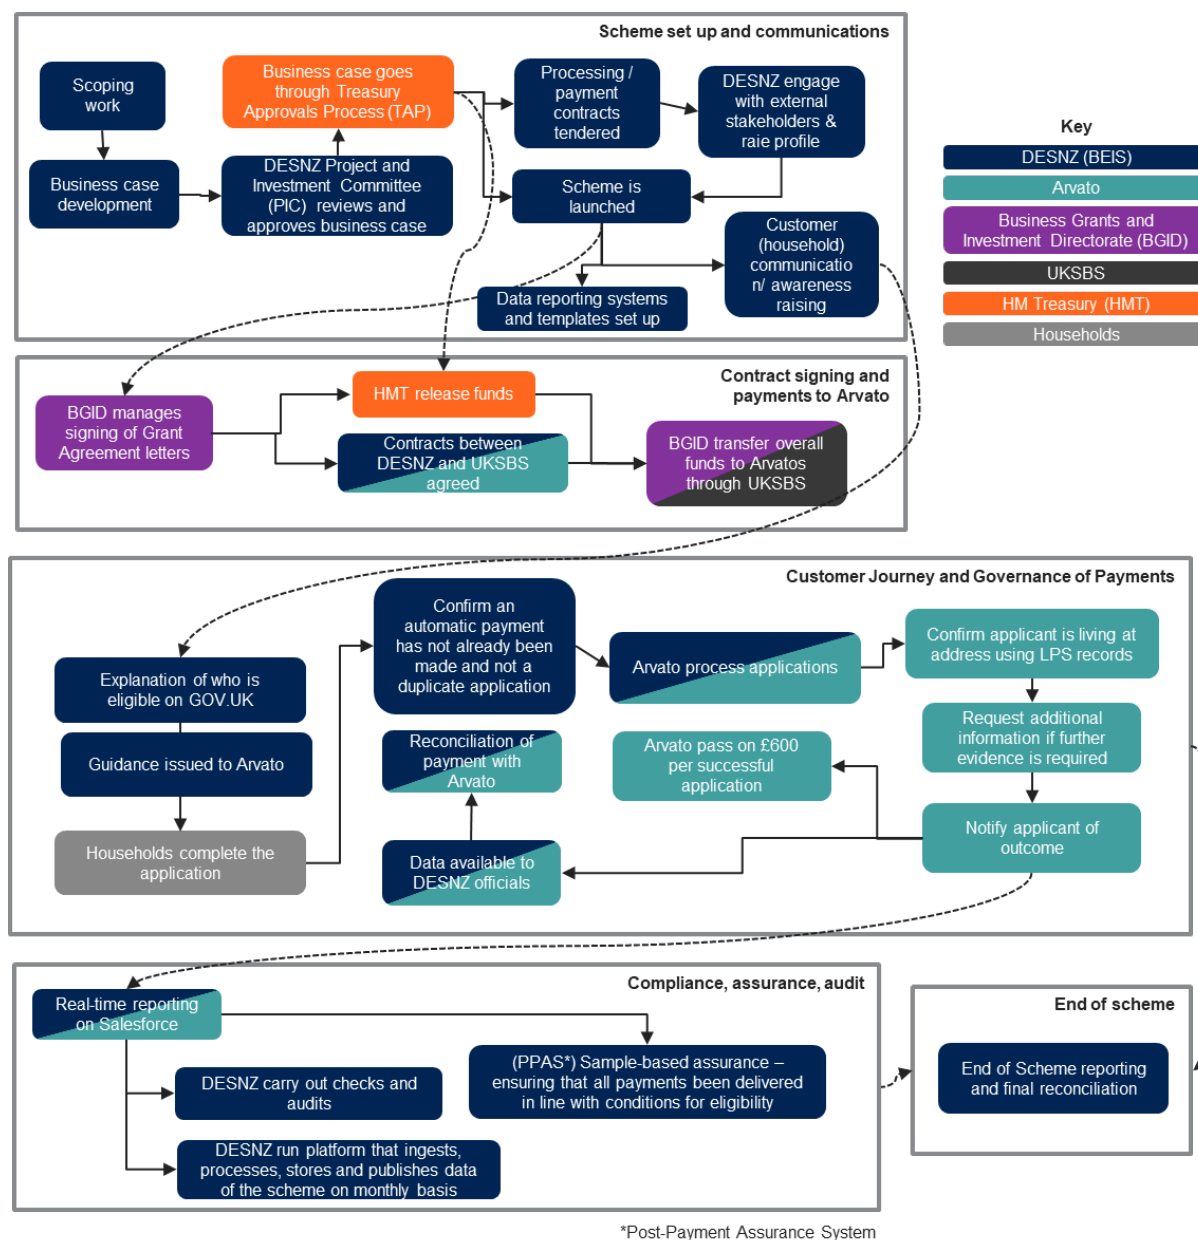 Scheme set up and communications
Scoping
work
Business case
development
Business case goes
through Treasury
Approvals Process (TAP)
DESNZ Project and
Investment Committee
(PIC) reviews and
approves business case
Processing /
payment
contracts
tendered
DESNZ engage
with external
stakeholders &
raie profile
Scheme is
launched
Customer
(household)
communicatio
n/ awareness
raising
Data reporting systems
and templates set up
Key
DESNZ (BEIS)
Arvato
Business Grants and
Investment Directorate (BGID)
UKSBS
HM Treasury (HMT)
Households
Contract signing and
payments to Arvato
BGID manages
signing of Grant
Agreement letters
HMT release funds
Contracts between
DESNZ and UKSBS
agreed
BGID transfer overall
funds to Arvatos
through UKSBS
Customer Journey and Governance of Payments
Explanation of who is
eligible on GOV.UK
Guidance issued to Arvato
Households complete the
application
Confirm an
automatic payment
has not already been
made and not a
duplicate application
Arvato process applications
Confirm applicant is living at
address using LPS records
Request additional
information if further
evidence is required
Notify applicant of
outcome
Arvato pass on £600
per successful
application
Reconciliation of
payment with
Arvato
Data available to
DESNZ officials
Compliance, assurance, audit
Real-time reporting
on Salesforce
DESNZ carry out checks and
audits
DESNZ run platform that ingests,
processes, stores and publishes data
of the scheme on monthly basis
(PPAS*) Sample-based assurance –
ensuring that all payments been delivered
in line with conditions for eligibility
End of scheme
End of Scheme reporting
and final reconciliation
*Post-Payment Assurance System